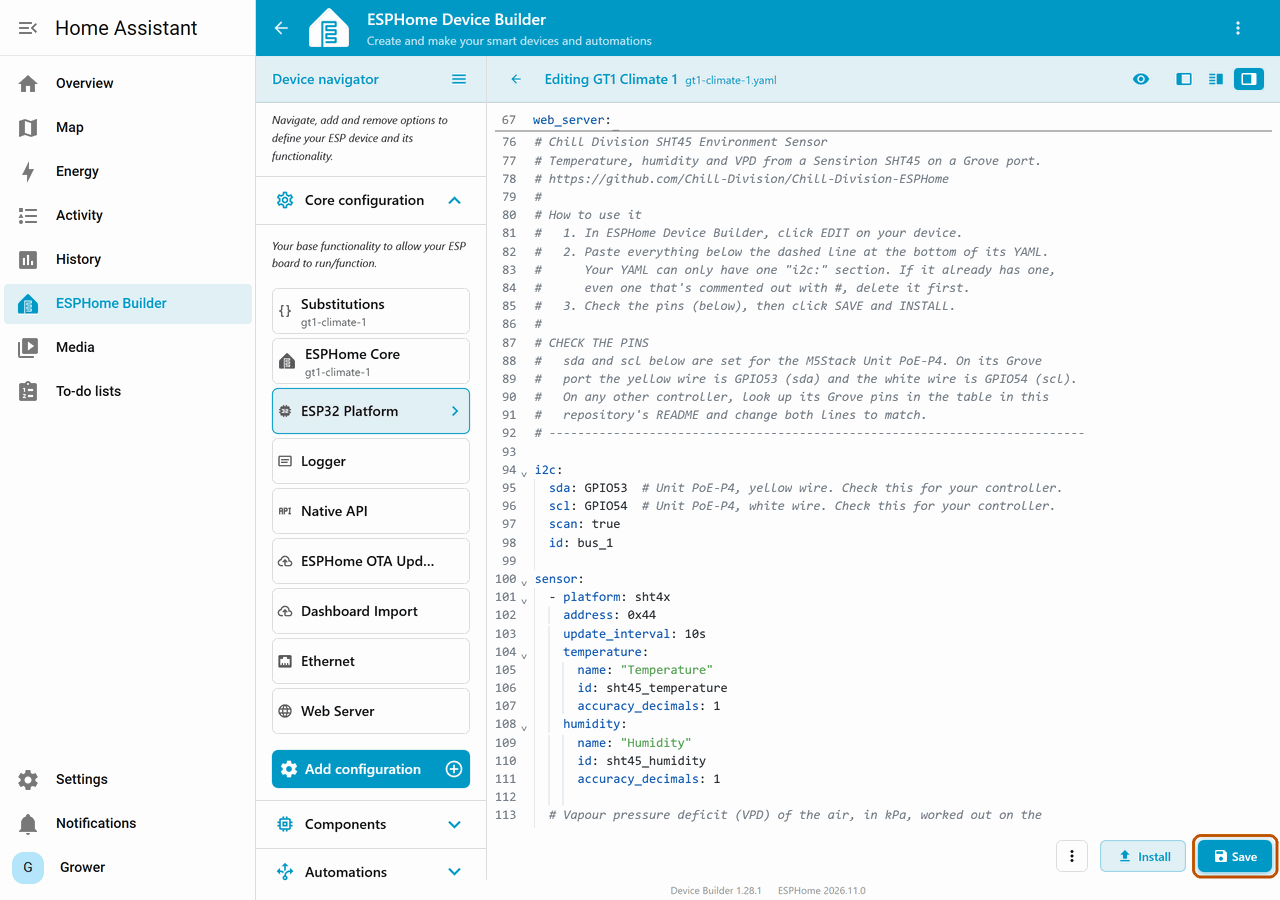 Home Assistant
Overview
Map
Energy
Activity
History
ESPHome Builder
Media
To-do lists
Settings
Notifications
G
Grower
ESPHome Device Builder
Create and make your smart devices and automations
Device navigator
Navigate, add and remove options to
define your ESP device and its
functionality.
Core configuration
Your base functionality to allow your ESP
board to run/function.
{} Substitutions
gt1-climate-1
ESPHome Core
gt1-climate-1
32 ESP32 Platform
Logger
API Native API
ESPHome OTA Upd...
Dashboard Import
Ethernet
Web Server
Add configuration
Components
Automations
Editing GT1 Climate 1 gt1-climate-1.yaml
67 web_server:
76 # Chill Division SHT45 Environment Sensor
77 # Temperature, humidity and VPD from a Sensirion SHT45 on a Grove port.
78 # https://github.com/Chill-Division/Chill-Division-ESPHome
79 #
80 # How to use it
81 #   1. In ESPHome Device Builder, click EDIT on your device.
82 #   2. Paste everything below the dashed line at the bottom of its YAML.
83 #      Your YAML can only have one "i2c:" section. If it already has one,
84 #      even one that's commented out with #, delete it first.
85 #   3. Check the pins (below), then click SAVE and INSTALL.
86 #
87 # CHECK THE PINS
88 #   sda and scl below are set for the M5Stack Unit PoE-P4. On its Grove
89 #   port the yellow wire is GPIO53 (sda) and the white wire is GPIO54 (scl).
90 #   On any other controller, look up its Grove pins in the table in this
91 #   repository's README and change both lines to match.
92 # ---------------------------------------------------------------------------
93
94 i2c:
95   sda: GPIO53  # Unit PoE-P4, yellow wire. Check this for your controller.
96   scl: GPIO54  # Unit PoE-P4, white wire. Check this for your controller.
97   scan: true
98   id: bus_1
99
100 sensor:
101   - platform: sht4x
102     address: 0x44
103     update_interval: 10s
104     temperature:
105       name: "Temperature"
106       id: sht45_temperature
107       accuracy_decimals: 1
108     humidity:
109       name: "Humidity"
110       id: sht45_humidity
111       accuracy_decimals: 1
112
113   # Vapour pressure deficit (VPD) of the air, in kPa, worked out on the
Install
Save
Device Builder 1.28.1 ESPHome 2026.11.0